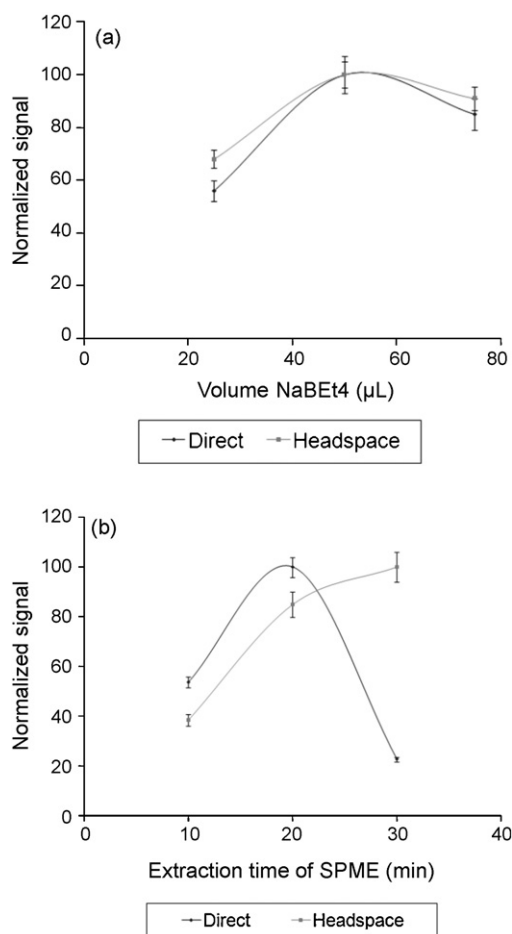 (a)
Normalized signal
120
100
80
60
40
20
0
0 20 40 60 80
Volume NaBEt4 (µL)
Direct Headspace
(b)
Normalized signal
120
100
80
60
40
20
0
0 10 20 30 40
Extraction time of SPME (min)
Direct Headspace